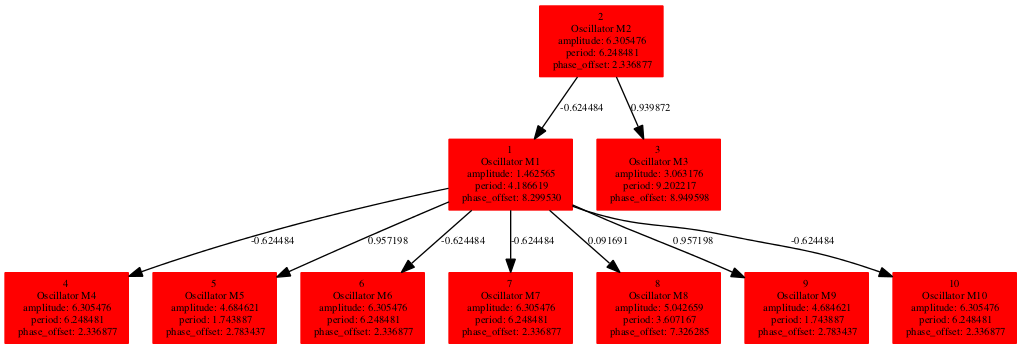 2
Oscillator M2
amplitude: 6.305476
period: 6.248481
phase_offset: 2.336877
-0.624484
0.939872
1
Oscillator M1
amplitude: 1.462565
period: 4.186619
phase_offset: 8.299530
3
Oscillator M3
amplitude: 3.063176
period: 9.202217
phase_offset: 8.949598
-0.624484
0.957198
-0.624484
-0.624484
0.091691
0.957198
-0.624484
4
Oscillator M4
amplitude: 6.305476
period: 6.248481
phase_offset: 2.336877
5
Oscillator M5
amplitude: 4.684621
period: 1.743887
phase_offset: 2.783437
6
Oscillator M6
amplitude: 6.305476
period: 6.248481
phase_offset: 2.336877
7
Oscillator M7
amplitude: 6.305476
period: 6.248481
phase_offset: 2.336877
8
Oscillator M8
amplitude: 5.042659
period: 3.607167
phase_offset: 7.326285
9
Oscillator M9
amplitude: 4.684621
period: 1.743887
phase_offset: 2.783437
10
Oscillator M10
amplitude: 6.305476
period: 6.248481
phase_offset: 2.336877